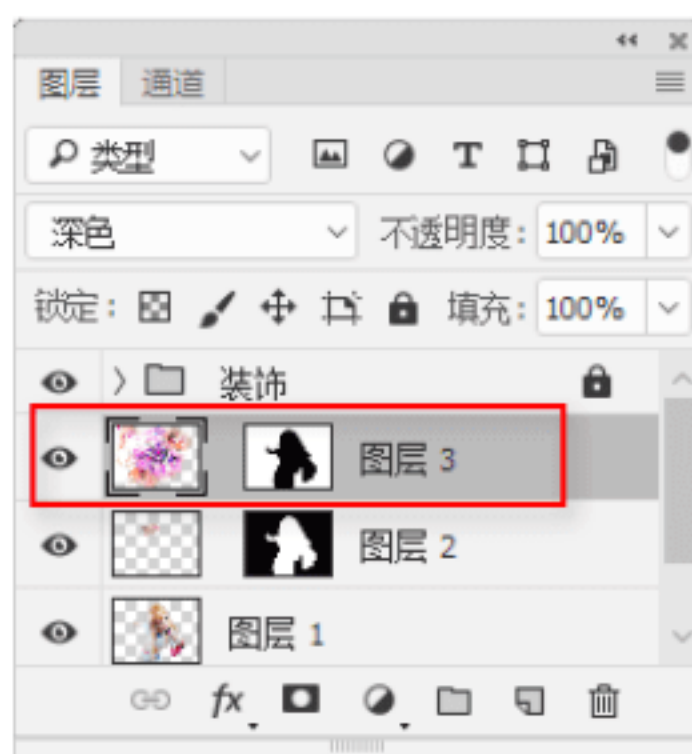 图层 通道
类型 T
深色 不透明度: 100%
锁定: 填充: 100%
装饰
图层 3
图层 2
图层 1
fx